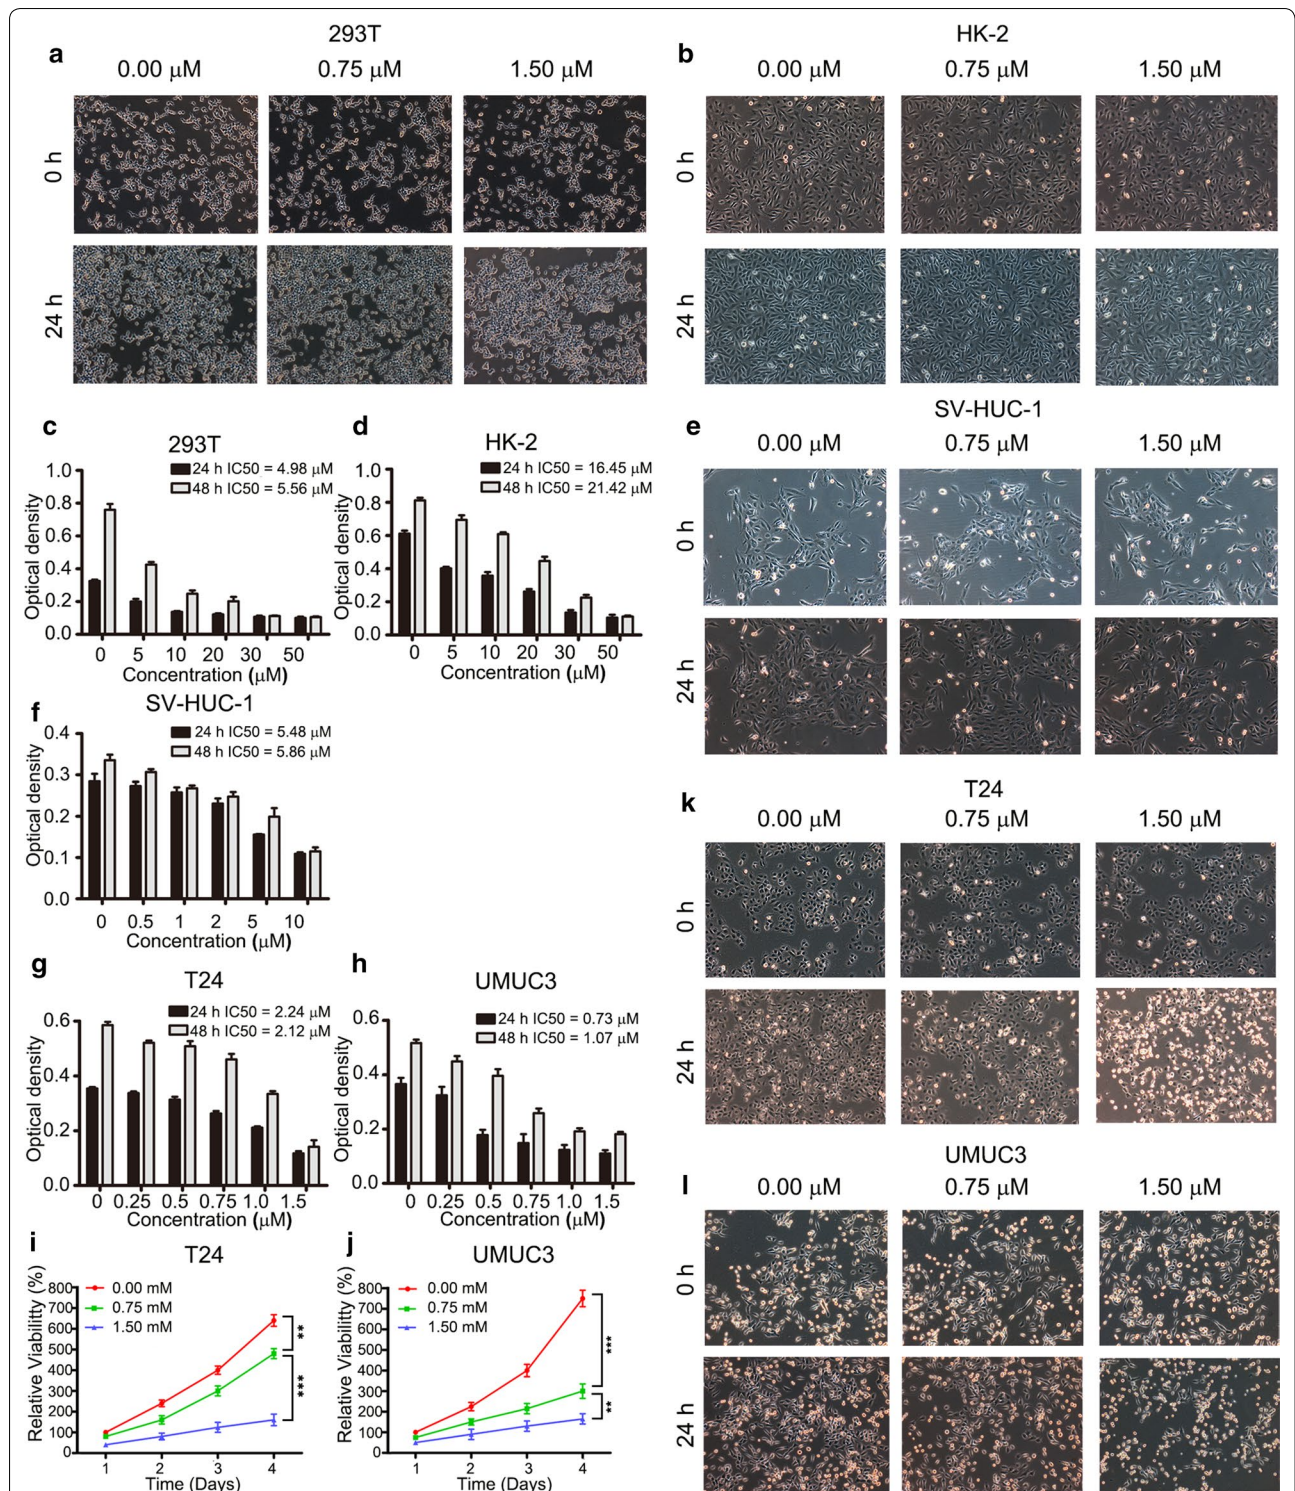 a
293T
0.00 μM 0.75 μM 1.50 μM
0 h
24 h
b
HK-2
0.00 μM 0.75 μM 1.50 μM
0 h
24 h
c
293T
24 h IC50 = 4.98 μM
48 h IC50 = 5.56 μM
Optical density
1.0
0.8
0.6
0.4
0.2
0.0
0 5 10 20 30 50
Concentration (μM)
d
HK-2
24 h IC50 = 16.45 μM
48 h IC50 = 21.42 μM
Optical density
1.0
0.8
0.6
0.4
0.2
0.0
0 5 10 20 30 50
Concentration (μM)
e
SV-HUC-1
0.00 μM 0.75 μM 1.50 μM
0 h
24 h
f
SV-HUC-1
24 h IC50 = 5.48 μM
48 h IC50 = 5.86 μM
Optical density
0.4
0.3
0.2
0.1
0.0
0 0.5 1 2 5 10
Concentration (μM)
g
T24
24 h IC50 = 2.24 μM
48 h IC50 = 2.12 μM
Optical density
0.6
0.4
0.2
0.0
0 0.25 0.5 0.75 1.0 1.5
Concentration (μM)
h
UMUC3
24 h IC50 = 0.73 μM
48 h IC50 = 1.07 μM
Optical density
0.6
0.4
0.2
0.0
0 0.25 0.5 0.75 1.0 1.5
Concentration (μM)
i
T24
0.00 mM
0.75 mM
1.50 mM
Relative Viabilitty (%)
800
700
600
500
400
300
200
100
0
**
***
1 2 3 4
Time (Days)
j
UMUC3
0.00 mM
0.75 mM
1.50 mM
Relative Viabilitty (%)
800
700
600
500
400
300
200
100
0
***
**
1 2 3 4
Time (Days)
k
T24
0.00 μM 0.75 μM 1.50 μM
0 h
24 h
l
UMUC3
0.00 μM 0.75 μM 1.50 μM
0 h
24 h